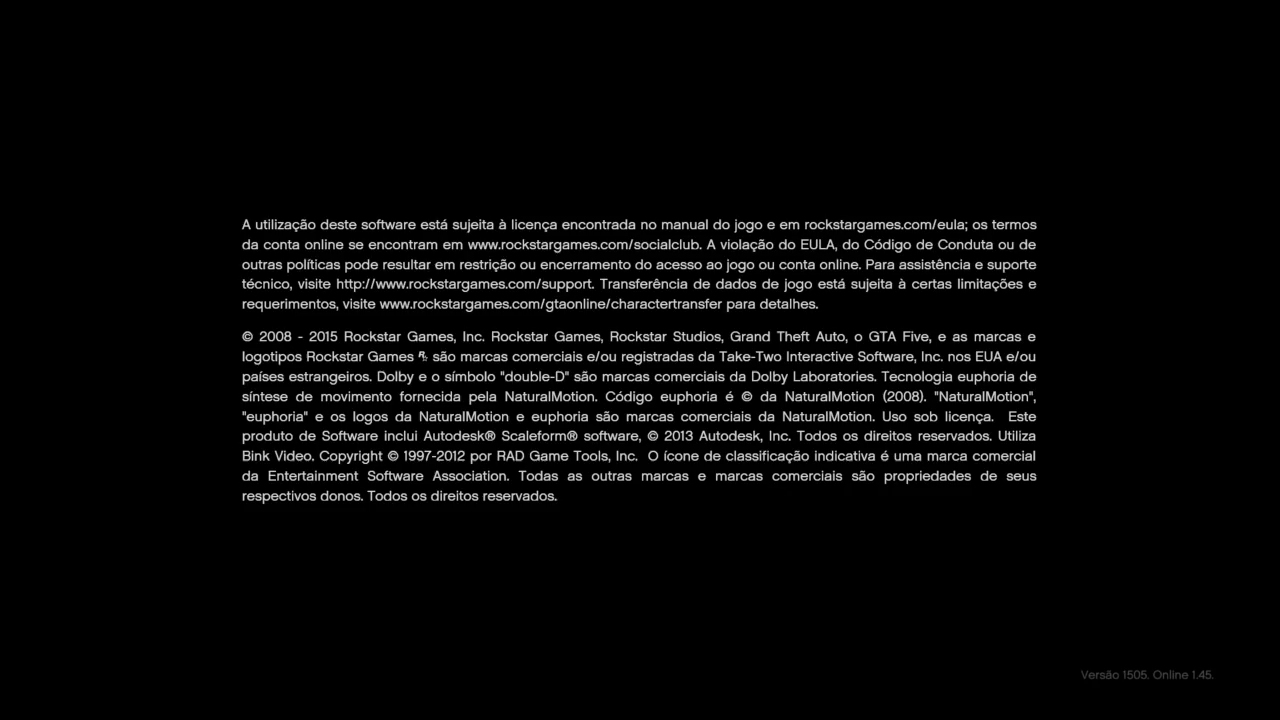 A utilização deste software está sujeita à licença encontrada no manual do jogo e em rockstargames.com/eula; os termos
da conta online se encontram em www.rockstargames.com/socialclub. A violação do EULA, do Código de Conduta ou de
outras políticas pode resultar em restrição ou encerramento do acesso ao jogo ou conta online. Para assistência e suporte
técnico, visite http://www.rockstargames.com/support. Transferência de dados de jogo está sujeita à certas limitações e
requerimentos, visite www.rockstargames.com/gtaonline/charactertransfer para detalhes.
© 2008 - 2015 Rockstar Games, Inc. Rockstar Games, Rockstar Studios, Grand Theft Auto, o GTA Five, e as marcas e
logotipos Rockstar Games são marcas comerciais e/ou registradas da Take-Two Interactive Software, Inc. nos EUA e/ou
países estrangeiros. Dolby e o símbolo "double-D" são marcas comerciais da Dolby Laboratories. Tecnologia euphoria de
síntese de movimento fornecida pela NaturalMotion. Código euphoria é © da NaturalMotion (2008). "NaturalMotion",
"euphoria" e os logos da NaturalMotion e euphoria são marcas comerciais da NaturalMotion. Uso sob licença. Este
produto de Software inclui Autodesk® Scaleform® software, © 2013 Autodesk, Inc. Todos os direitos reservados. Utiliza
Bink Video. Copyright © 1997-2012 por RAD Game Tools, Inc. O ícone de classificação indicativa é uma marca comercial
da Entertainment Software Association. Todas as outras marcas e marcas comerciais são propriedades de seus
respectivos donos. Todos os direitos reservados.
Versão 1505. Online 1.45.